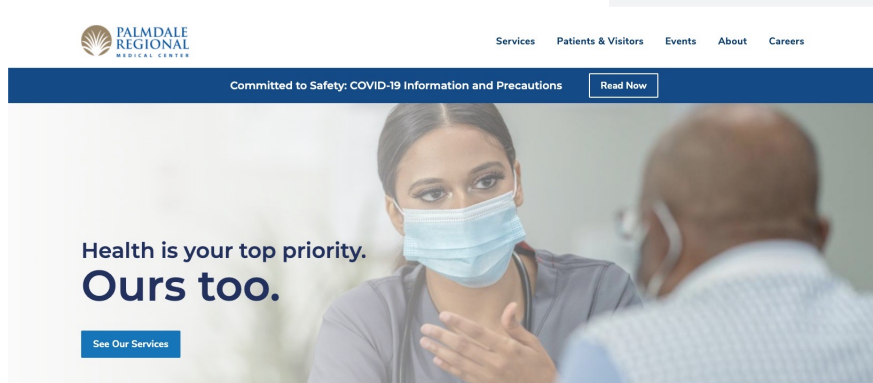 PALMDALE
REGIONAL
MEDICAL CENTER
Services Patients & Visitors Events About Careers
Committed to Safety: COVID-19 Information and Precautions Read Now
Health is your top priority.
Ours too.
See Our Services